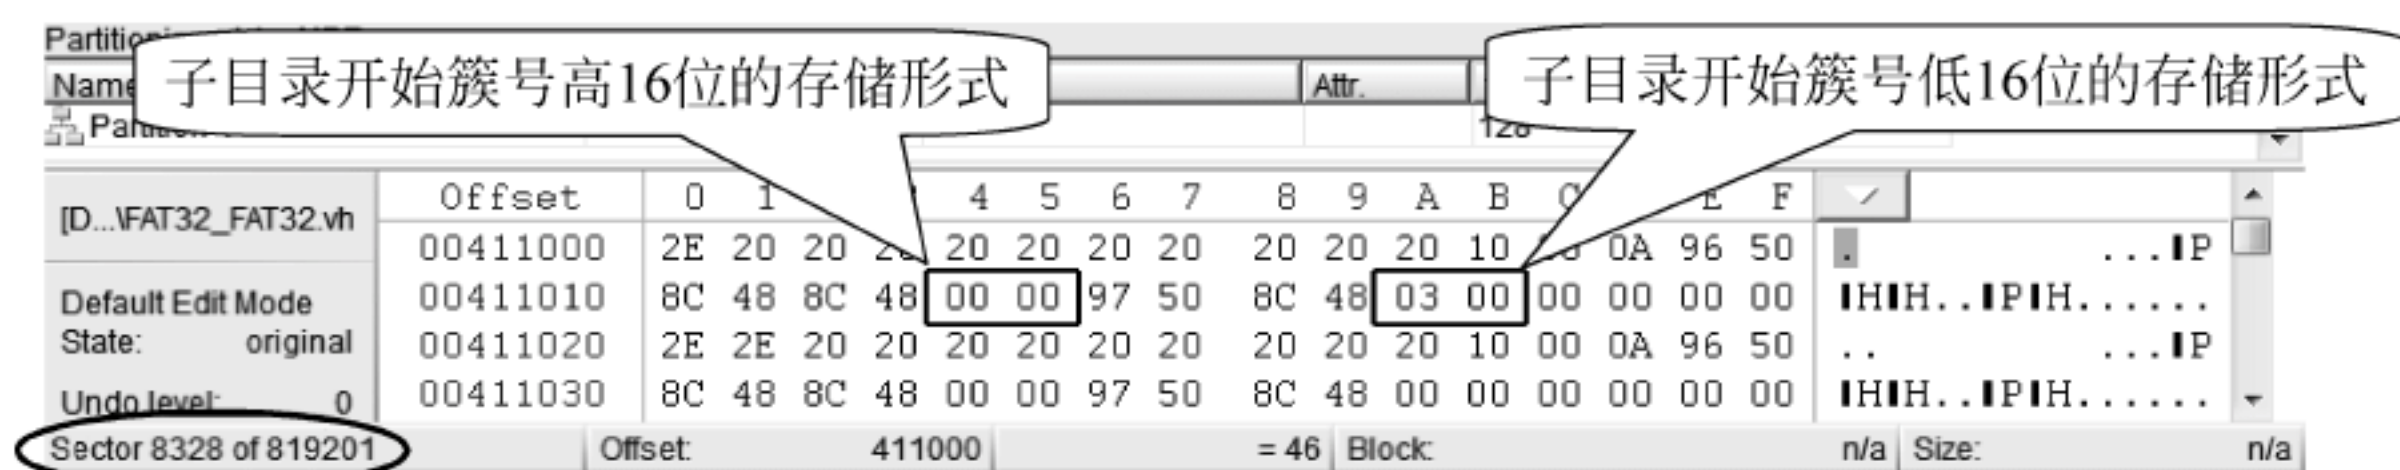 子目录开始簇号高16位的存储形式
子目录开始簇号低16位的存储形式
Name Attr.
128
[D...\FAT32_FAT32.vh
Default Edit Mode
State: original
Undo level: 0
Offset 0 1 4 5 6 7 8 9 A B C E F
00411000 2E 20 20 20 20 20 20 20 20 20 10 0A 96 50 . ...▮P
00411010 8C 48 8C 48 00 00 97 50 8C 48 03 00 00 00 00 00 ▮H▮H..▮P▮H......
00411020 2E 2E 20 20 20 20 20 20 20 20 20 10 00 0A 96 50 .. ...▮P
00411030 8C 48 8C 48 00 00 97 50 8C 48 00 00 00 00 00 00 ▮H▮H..▮P▮H......
Sector 8328 of 819201 Offset: 411000 = 46 Block: n/a Size: n/a